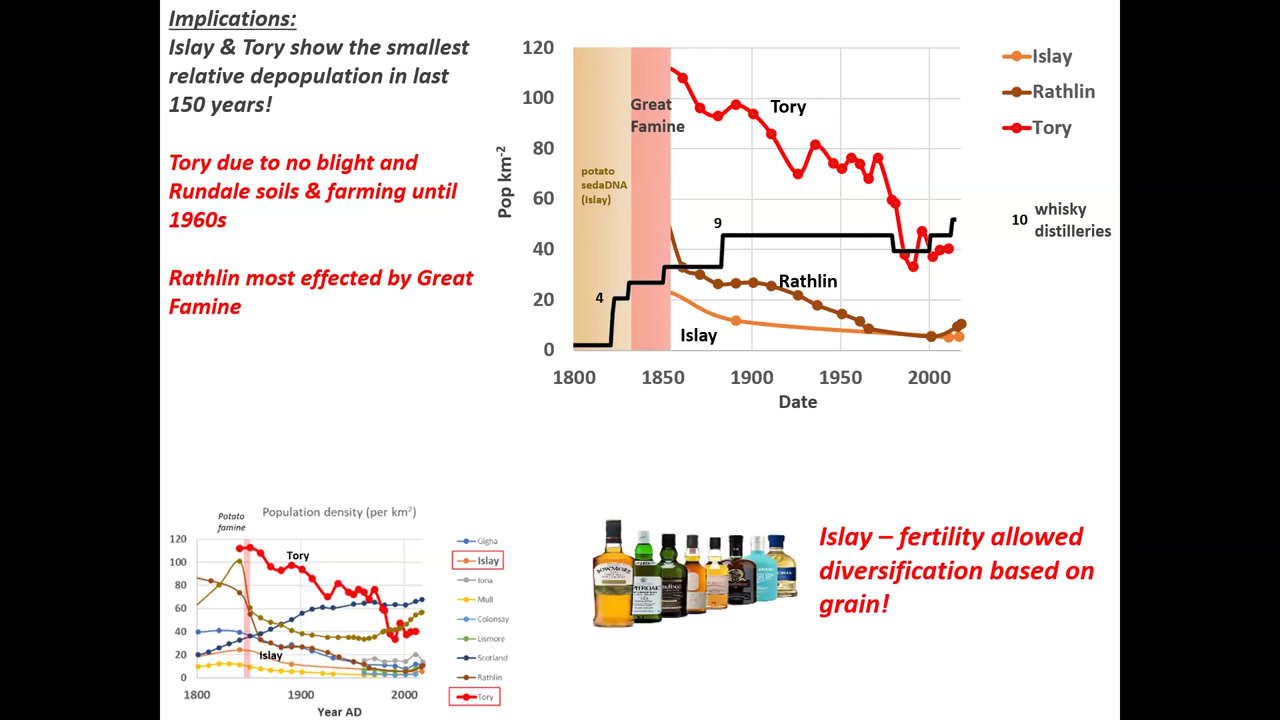 Implications:
Islay & Tory show the smallest
relative depopulation in last
150 years!
Tory due to no blight and
Rundale soils & farming until
1960s
Rathlin most effected by Great
Famine
120
100
80
60
40
20
0
Pop km-2
1800
1850
1900
1950
2000
Date
potato
sedaDNA
(Islay)
Great
Famine
Tory
Rathlin
Islay
4
9
10
whisky
distilleries
Islay
Rathlin
Tory
Potato
famine
Population density (per km2)
120
100
80
60
40
20
0
1800
1900
2000
Year AD
Tory
Islay
Gigha
Islay
Iona
Mull
Colonsay
Lismore
Scotland
Rathlin
Tory
BOWMORE
Islay – fertility allowed
diversification based on
grain!